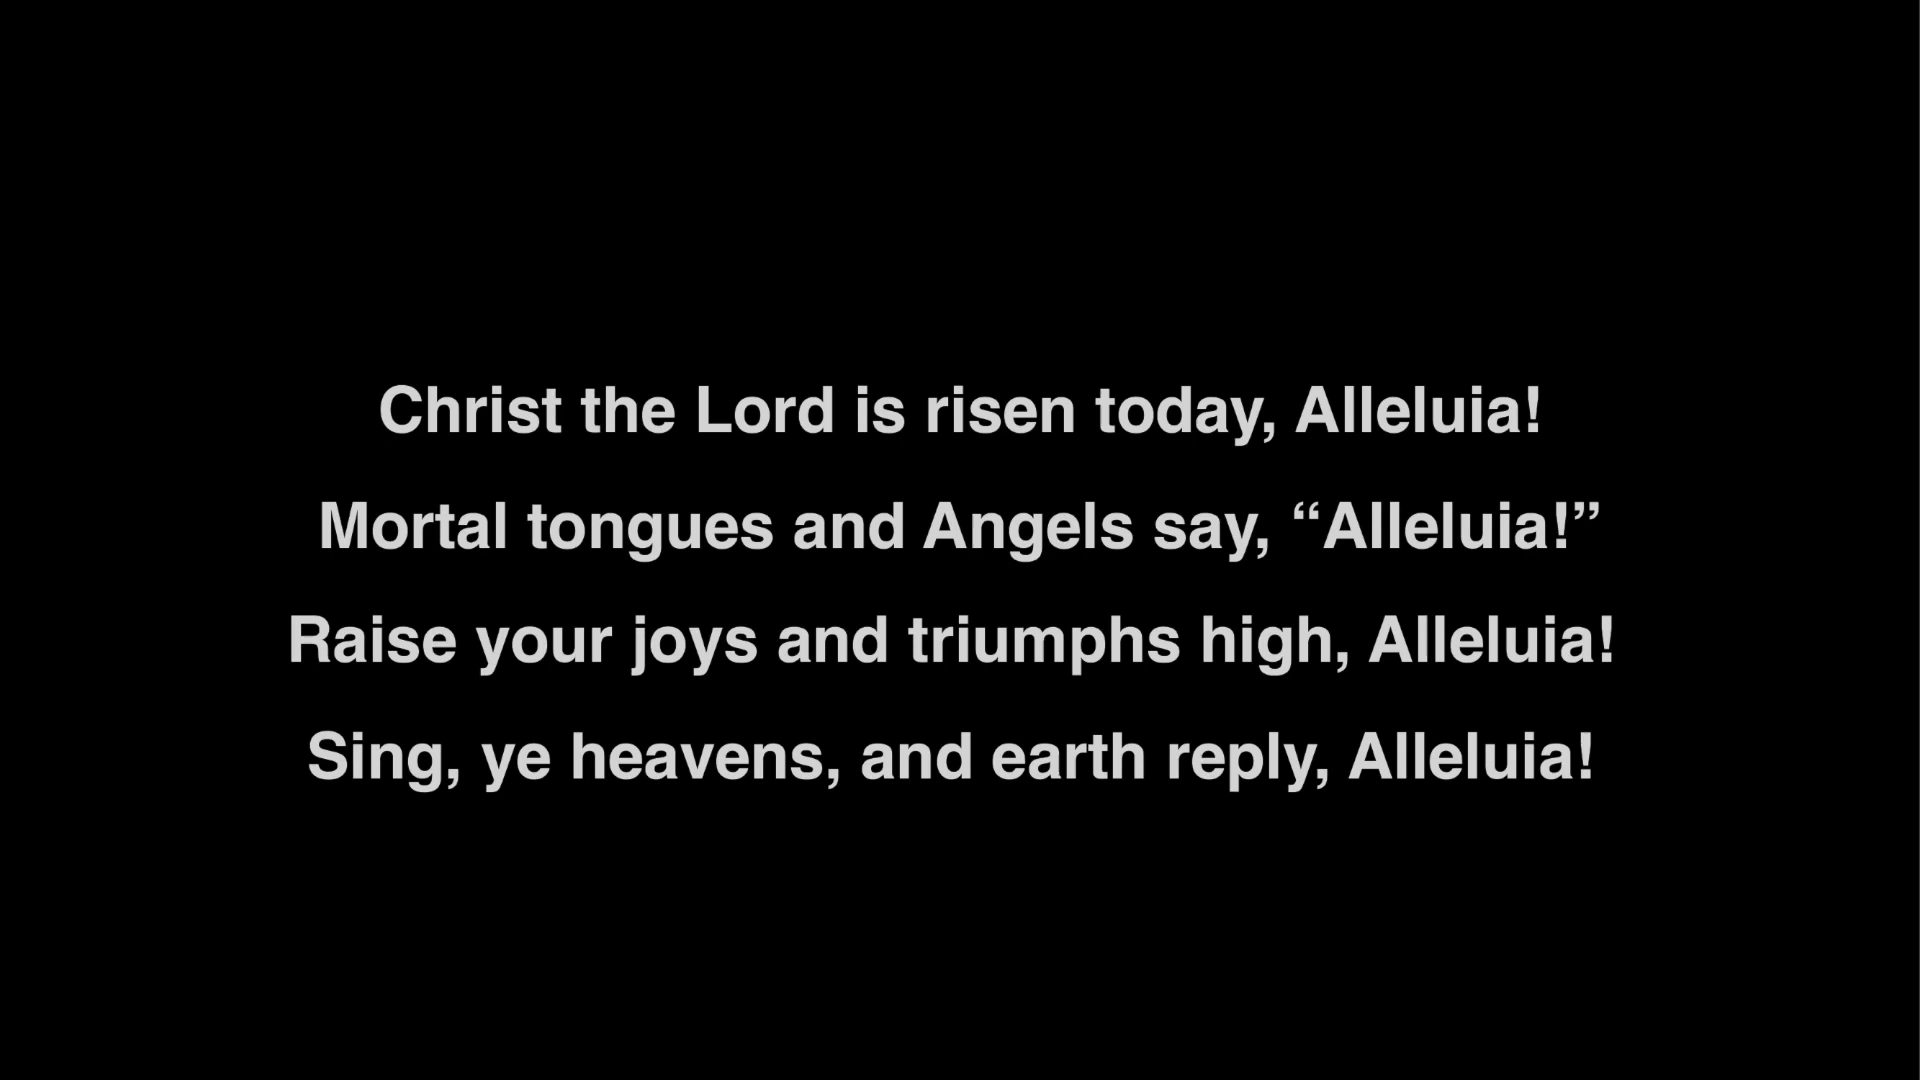 Christ the Lord is risen today, Alleluia!
Mortal tongues and Angels say, “Alleluia!”
Raise your joys and triumphs high, Alleluia!
Sing, ye heavens, and earth reply, Alleluia!